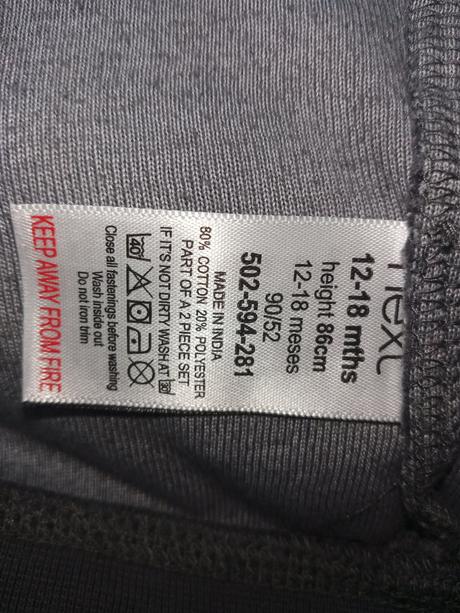 next
12-18 mths
height 86cm
12-18 meses
90/52
502-594-281
MADE IN INDIA
80% COTTON 20% POLYESTER
PART OF A 2 PIECE SET
IF IT'S NOT DIRTY WASH AT 30
40
Close all fastenings before washing
Wash inside out
Do not iron trim
KEEP AWAY FROM FIRE